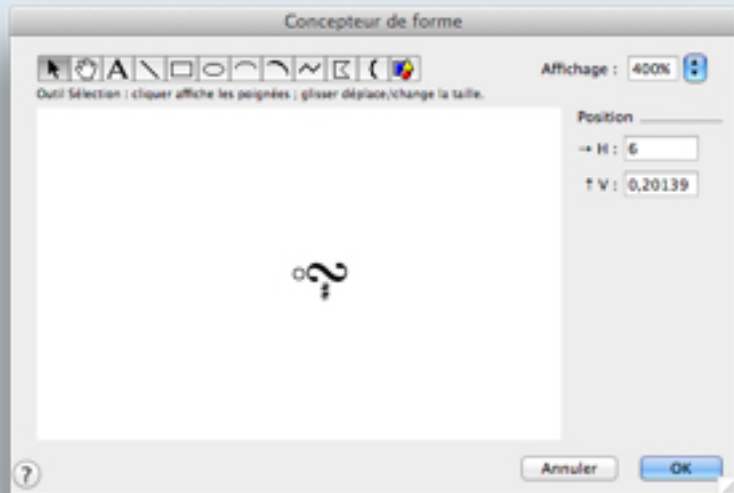 Concepteur de forme
A
Affichage : 400%
Outil Sélection : cliquer affiche les poignées ; glisser déplace/change la taille.
Position
→ H : 6
↑ V : 0,20139
?
Annuler
OK